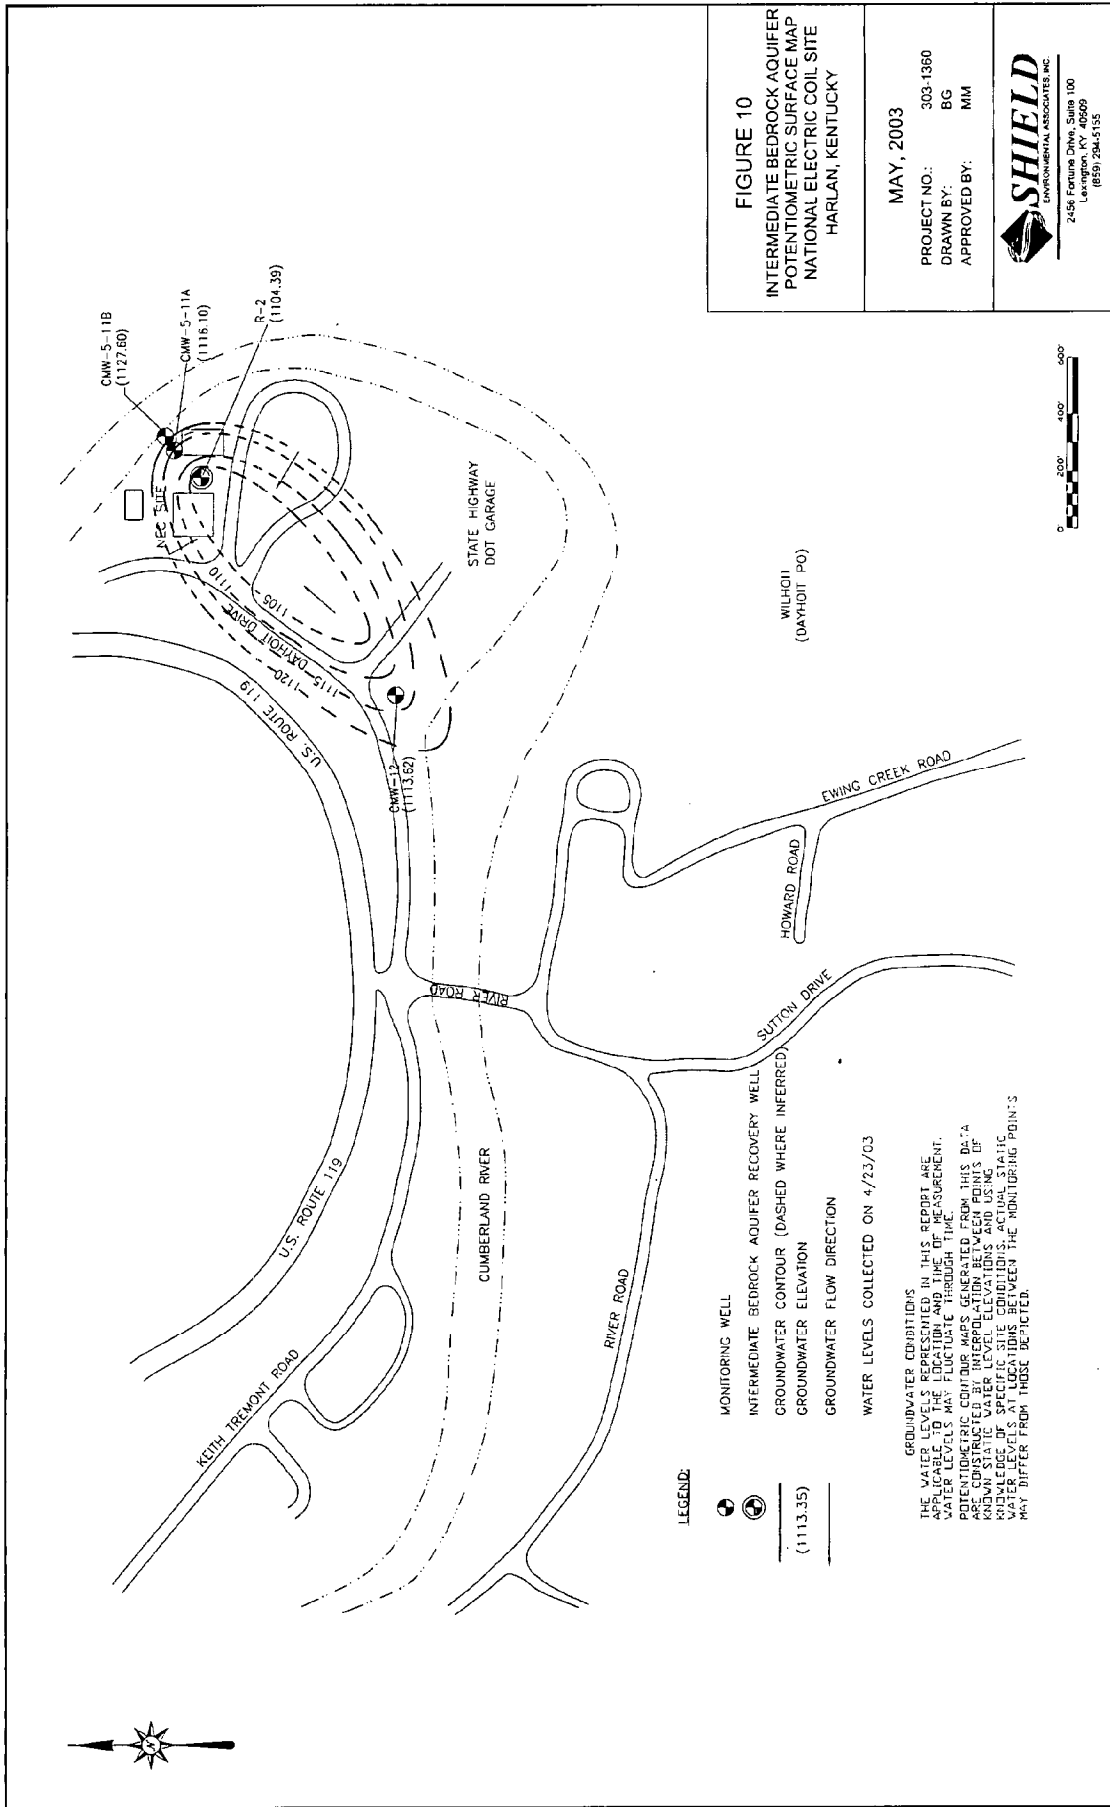 CMW-5-11B
(1127.60)
CMW-5-11A
(1116.10)
R-2
(1104.39)
NEC SITE
1110
1105
DAYHOIT DRIVE
1115
1120
U.S. ROUTE 119
CMW-12
(1113.62)
STATE HIGHWAY
DOT GARAGE
WILHOIT
(DAYHOIT PO)
U.S. ROUTE 119
KEITH TREMONT ROAD
CUMBERLAND RIVER
RIVER ROAD
RIVER ROAD
EWING CREEK ROAD
HOWARD ROAD
SUTTON DRIVE
N
0 200' 400' 600'
LEGEND:
MONITORING WELL
INTERMEDIATE BEDROCK AQUIFER RECOVERY WELL
GROUNDWATER CONTOUR (DASHED WHERE INFERRED)
(1113.35) GROUNDWATER ELEVATION
GROUNDWATER FLOW DIRECTION
WATER LEVELS COLLECTED ON 4/23/03
GROUNDWATER CONDITIONS
THE WATER LEVELS REPRESENTED IN THIS REPORT ARE
APPLICABLE TO THE LOCATION AND TIME OF MEASUREMENT.
WATER LEVELS MAY FLUCTUATE THROUGH TIME.
POTENTIOMETRIC CONTOUR MAPS GENERATED FROM THIS DATA
ARE CONSTRUCTED BY INTERPOLATION BETWEEN POINTS OF
KNOWN STATIC WATER LEVEL ELEVATIONS AND USING
KNOWLEDGE OF SPECIFIC SITE CONDITIONS. ACTUAL STATIC
WATER LEVELS AT LOCATIONS BETWEEN THE MONITORING POINTS
MAY DIFFER FROM THOSE DEPICTED.
FIGURE 10
INTERMEDIATE BEDROCK AQUIFER
POTENTIOMETRIC SURFACE MAP
NATIONAL ELECTRIC COIL SITE
HARLAN, KENTUCKY
MAY, 2003
PROJECT NO.: 303-1360
DRAWN BY: BG
APPROVED BY: MM
SHIELD
ENVIRONMENTAL ASSOCIATES, INC.
2456 Fortune Drive, Suite 100
Lexington, KY 40509
(859) 294-5155